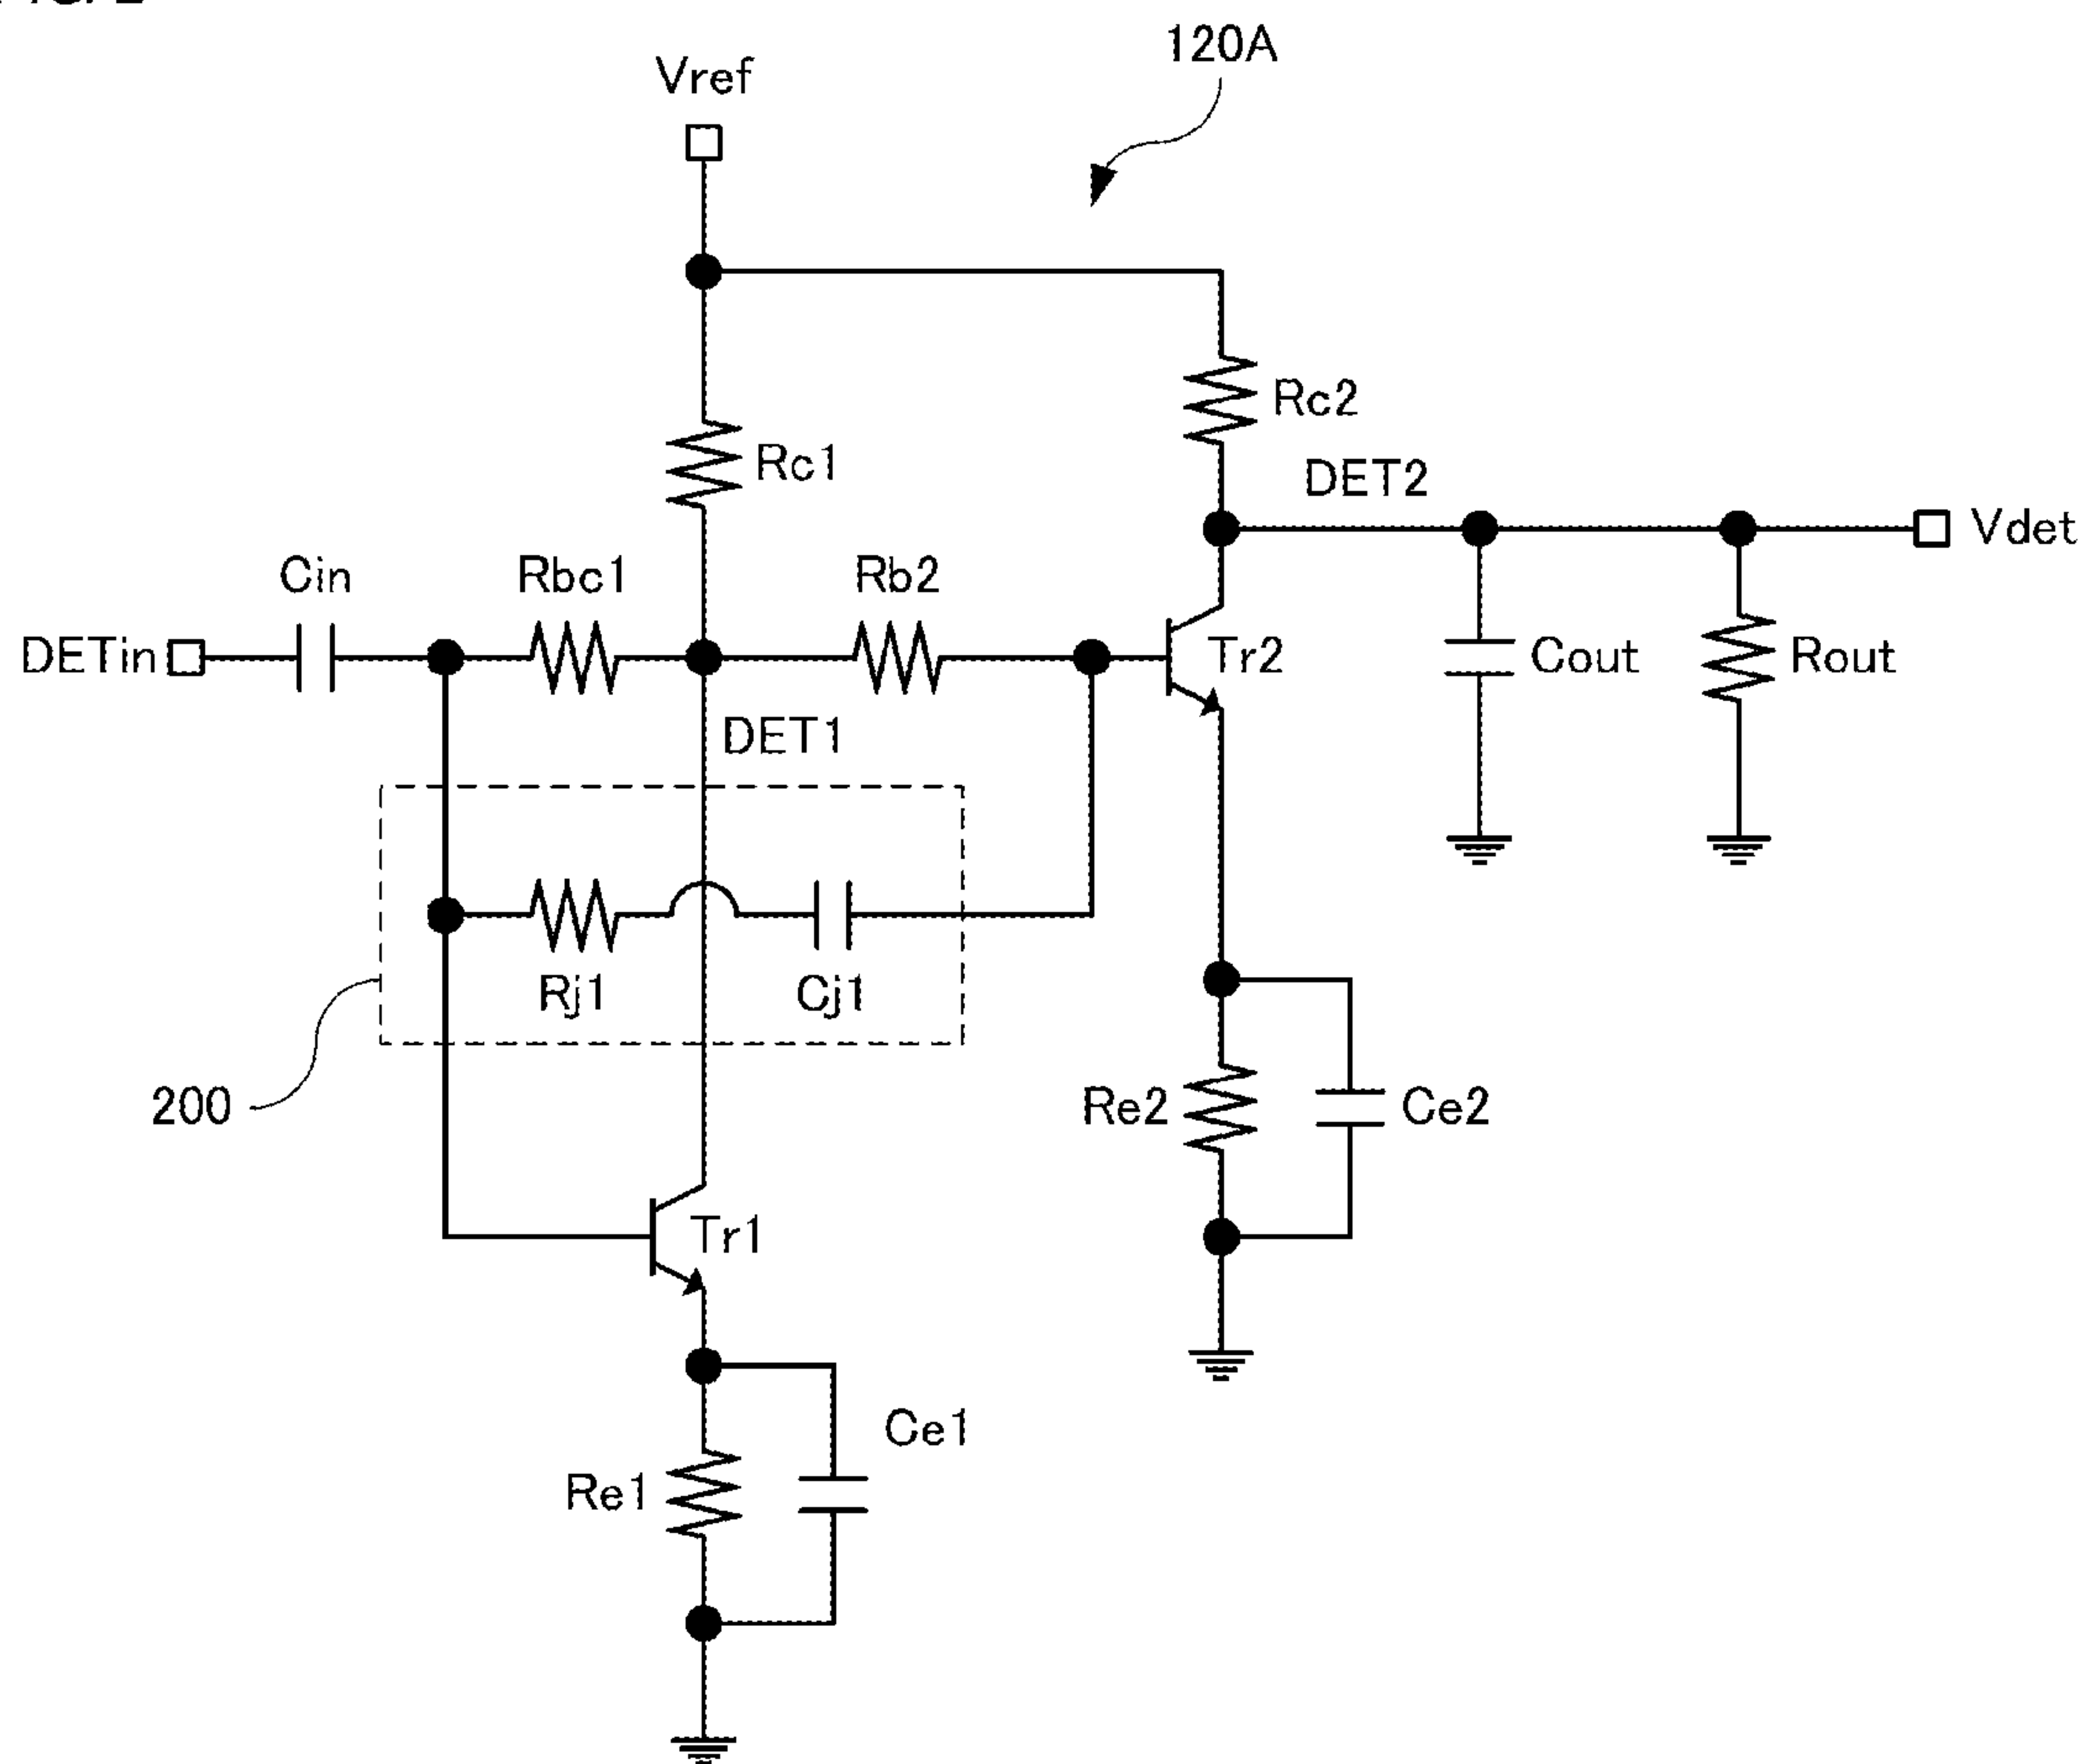 120A
Vref
Rc2
Rc1
DET2
Vdet
Cin
Rbc1
Rb2
DETin
Tr2
Cout
Rout
DET1
Rj1
Cj1
200
Re2
Ce2
Tr1
Ce1
Re1